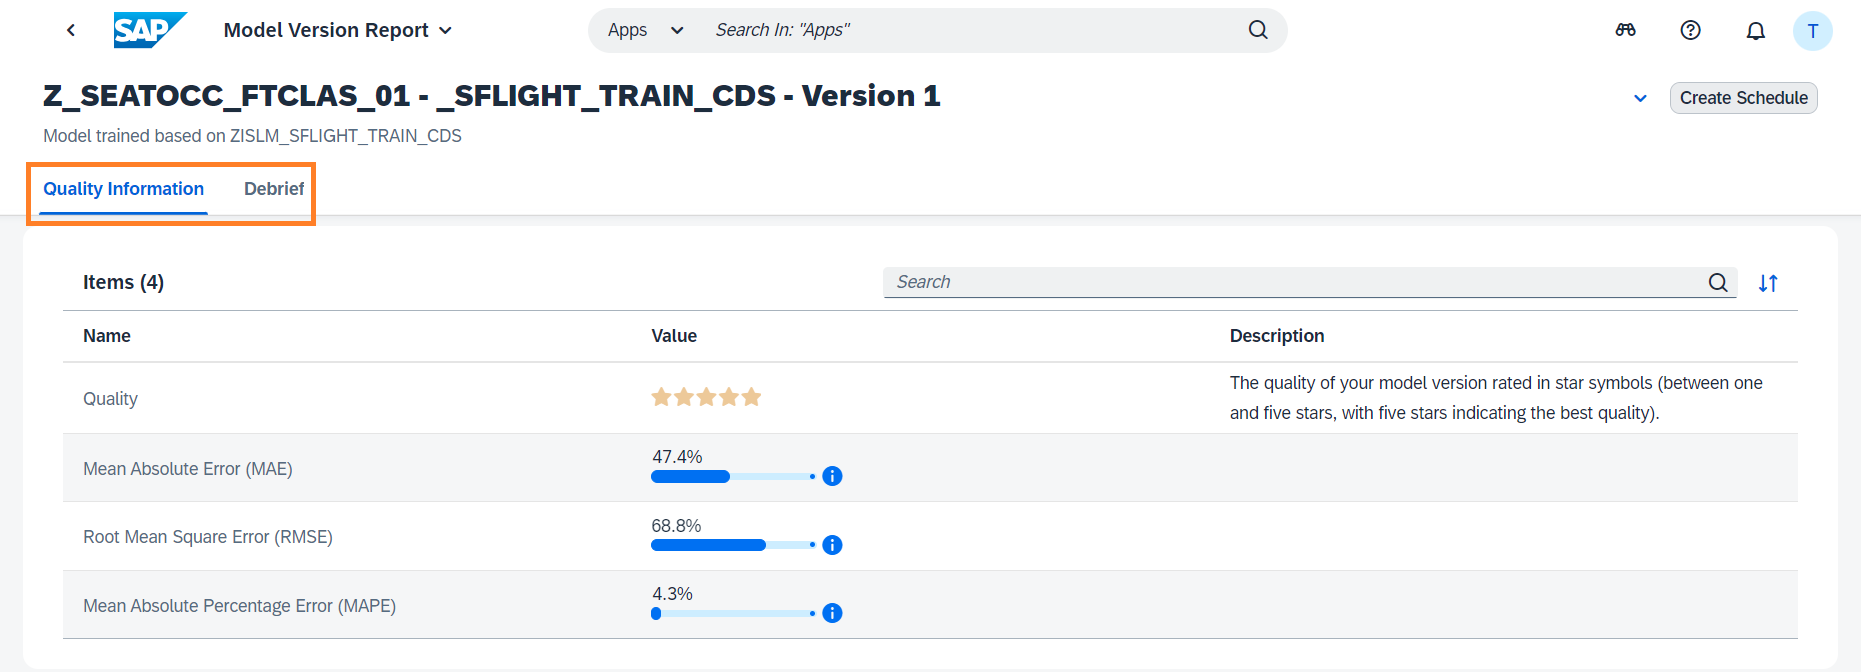 SAP Model Version Report Apps Search In: "Apps" T
Z_SEATOCC_FTCLAS_01 - _SFLIGHT_TRAIN_CDS - Version 1 Create Schedule
Model trained based on ZISLM_SFLIGHT_TRAIN_CDS
Quality Information Debrief
Items (4) Search
Name Value Description
Quality The quality of your model version rated in star symbols (between one
and five stars, with five stars indicating the best quality).
Mean Absolute Error (MAE) 47.4%
Root Mean Square Error (RMSE) 68.8%
Mean Absolute Percentage Error (MAPE) 4.3%